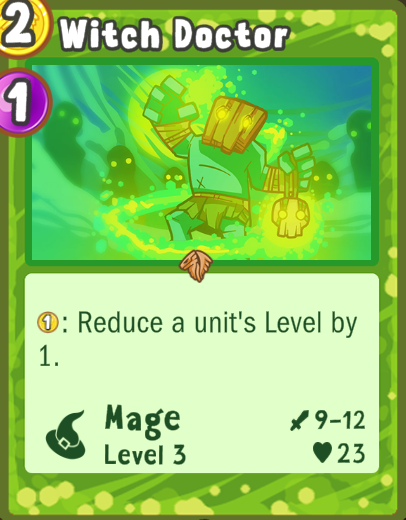 2 Witch Doctor
1
1: Reduce a unit's Level by
1.
Mage 9-12
Level 3 23